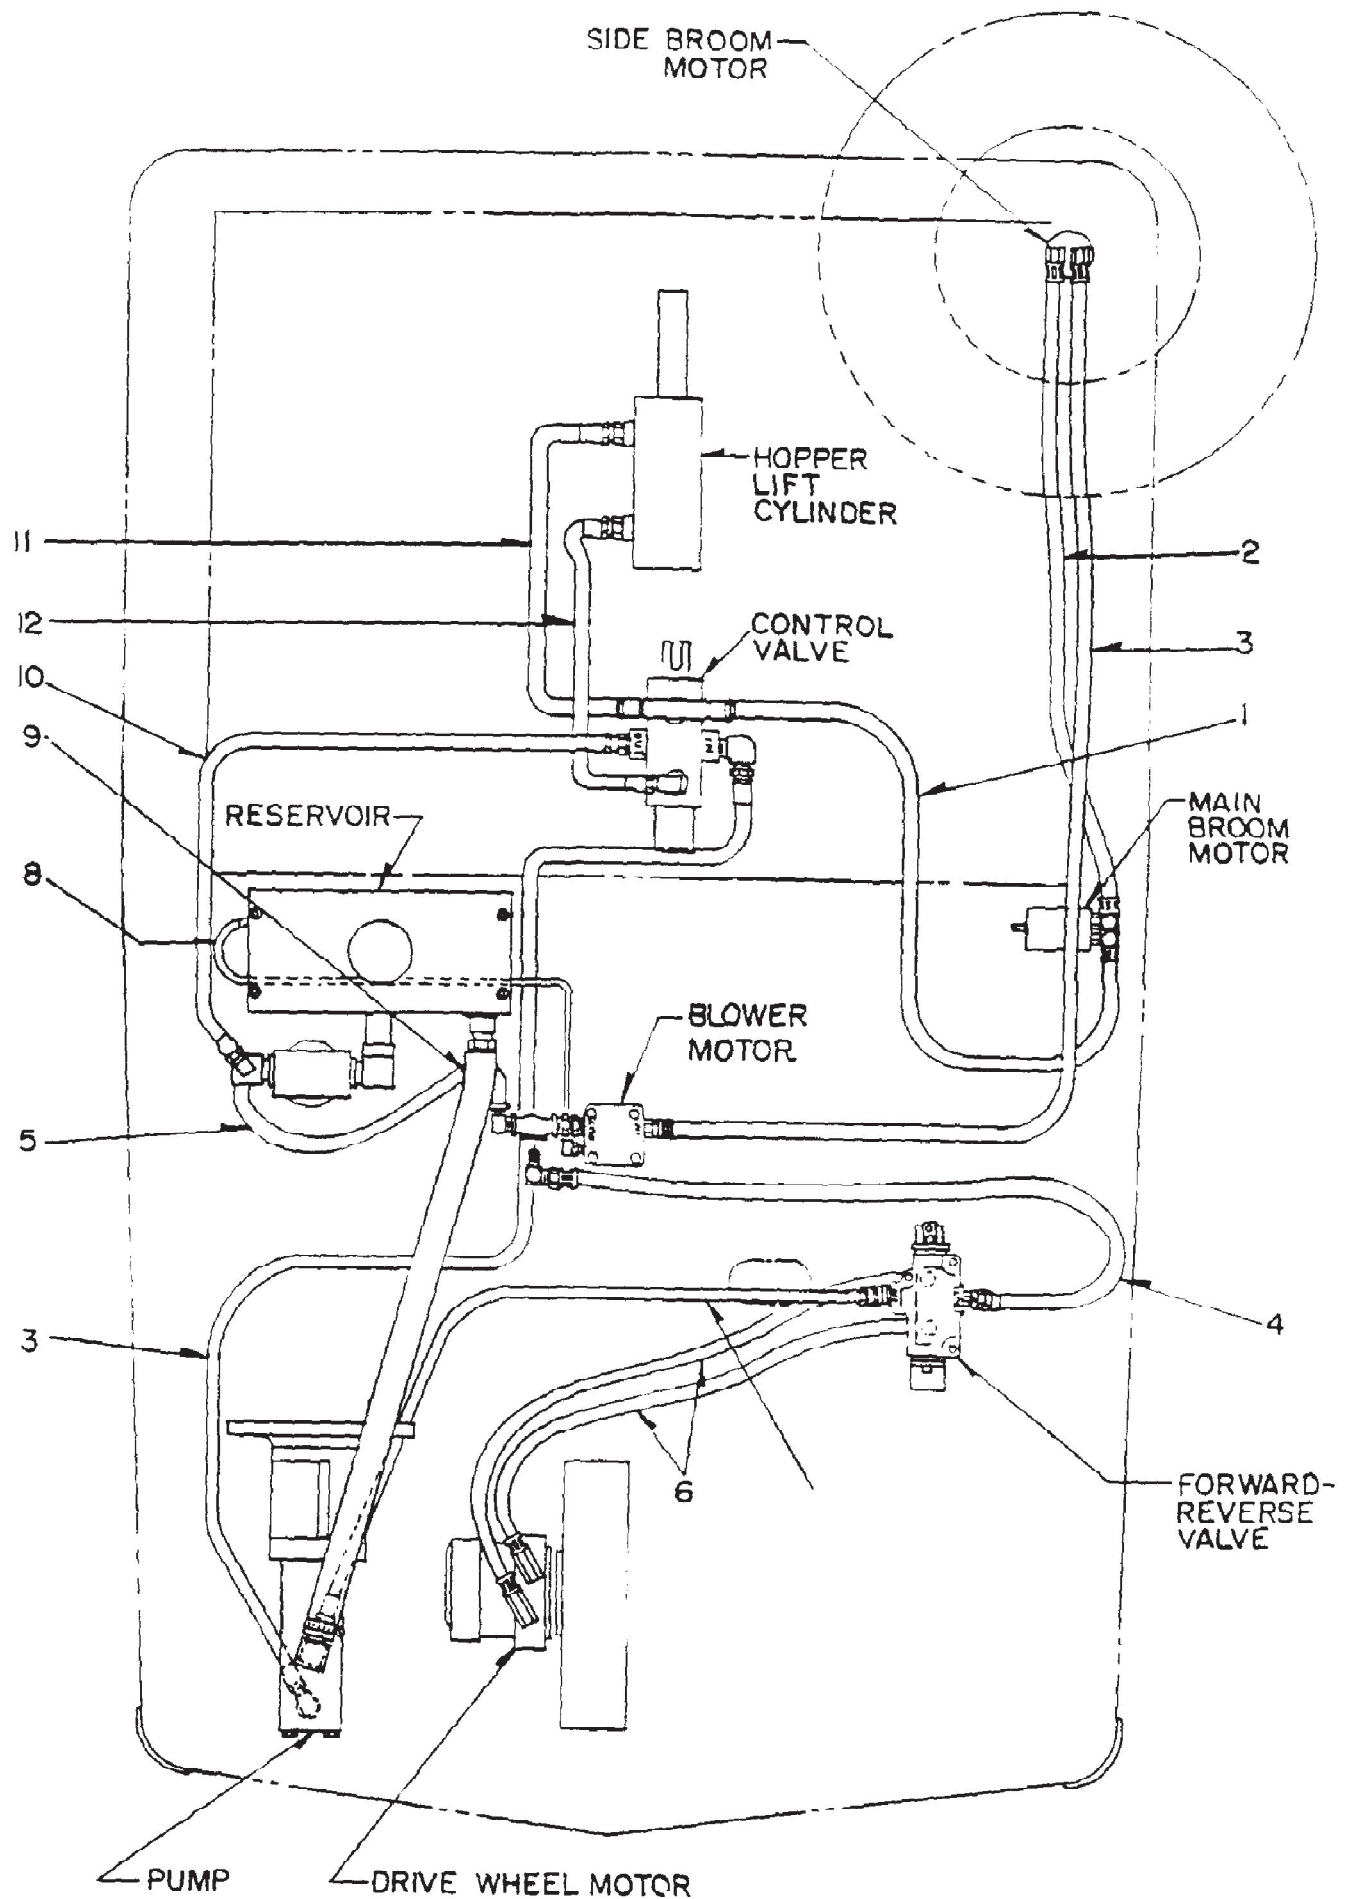 SIDE BROOM
MOTOR
HOPPER
LIFT
CYLINDER
11
2
12
CONTROL
VALVE
3
10
9
1
RESERVOIR
MAIN
BROOM
MOTOR
8
BLOWER
MOTOR
5
3
4
6
FORWARD-
REVERSE
VALVE
PUMP
DRIVE WHEEL MOTOR